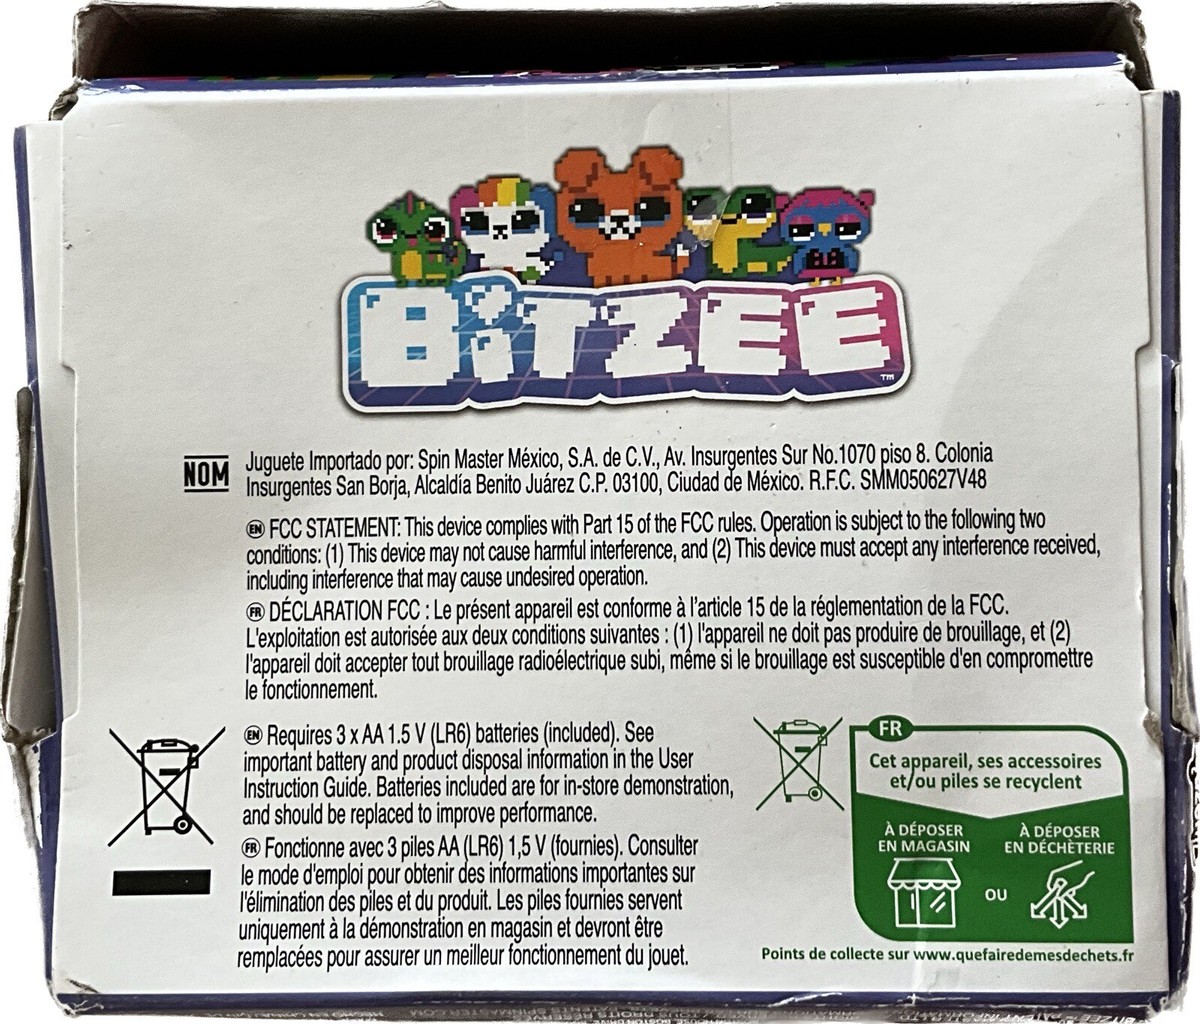 BiTZEE
TM
NOM
Juguete Importado por: Spin Master México, S.A. de C.V., Av. Insurgentes Sur No.1070 piso 8. Colonia
Insurgentes San Borja, Alcaldía Benito Juárez C.P. 03100, Ciudad de México. R.F.C. SMM050627V48
EN FCC STATEMENT: This device complies with Part 15 of the FCC rules. Operation is subject to the following two
conditions: (1) This device may not cause harmful interference, and (2) This device must accept any interference received,
including interference that may cause undesired operation.
FR DÉCLARATION FCC : Le présent appareil est conforme à l'article 15 de la réglementation de la FCC.
L'exploitation est autorisée aux deux conditions suivantes : (1) l'appareil ne doit pas produire de brouillage, et (2)
l'appareil doit accepter tout brouillage radioélectrique subi, même si le brouillage est susceptible d'en compromettre
le fonctionnement.
EN Requires 3 x AA 1.5 V (LR6) batteries (included). See
important battery and product disposal information in the User
Instruction Guide. Batteries included are for in-store demonstration,
and should be replaced to improve performance.
FR Fonctionne avec 3 piles AA (LR6) 1,5 V (fournies). Consulter
le mode d'emploi pour obtenir des informations importantes sur
l'élimination des piles et du produit. Les piles fournies servent
uniquement à la démonstration en magasin et devront être
remplacées pour assurer un meilleur fonctionnement du jouet.
FR
Cet appareil, ses accessoires
et/ou piles se recyclent
À DÉPOSER
EN MAGASIN
OU
À DÉPOSER
EN DÉCHÈTERIE
Points de collecte sur www.quefairedemesdechets.fr